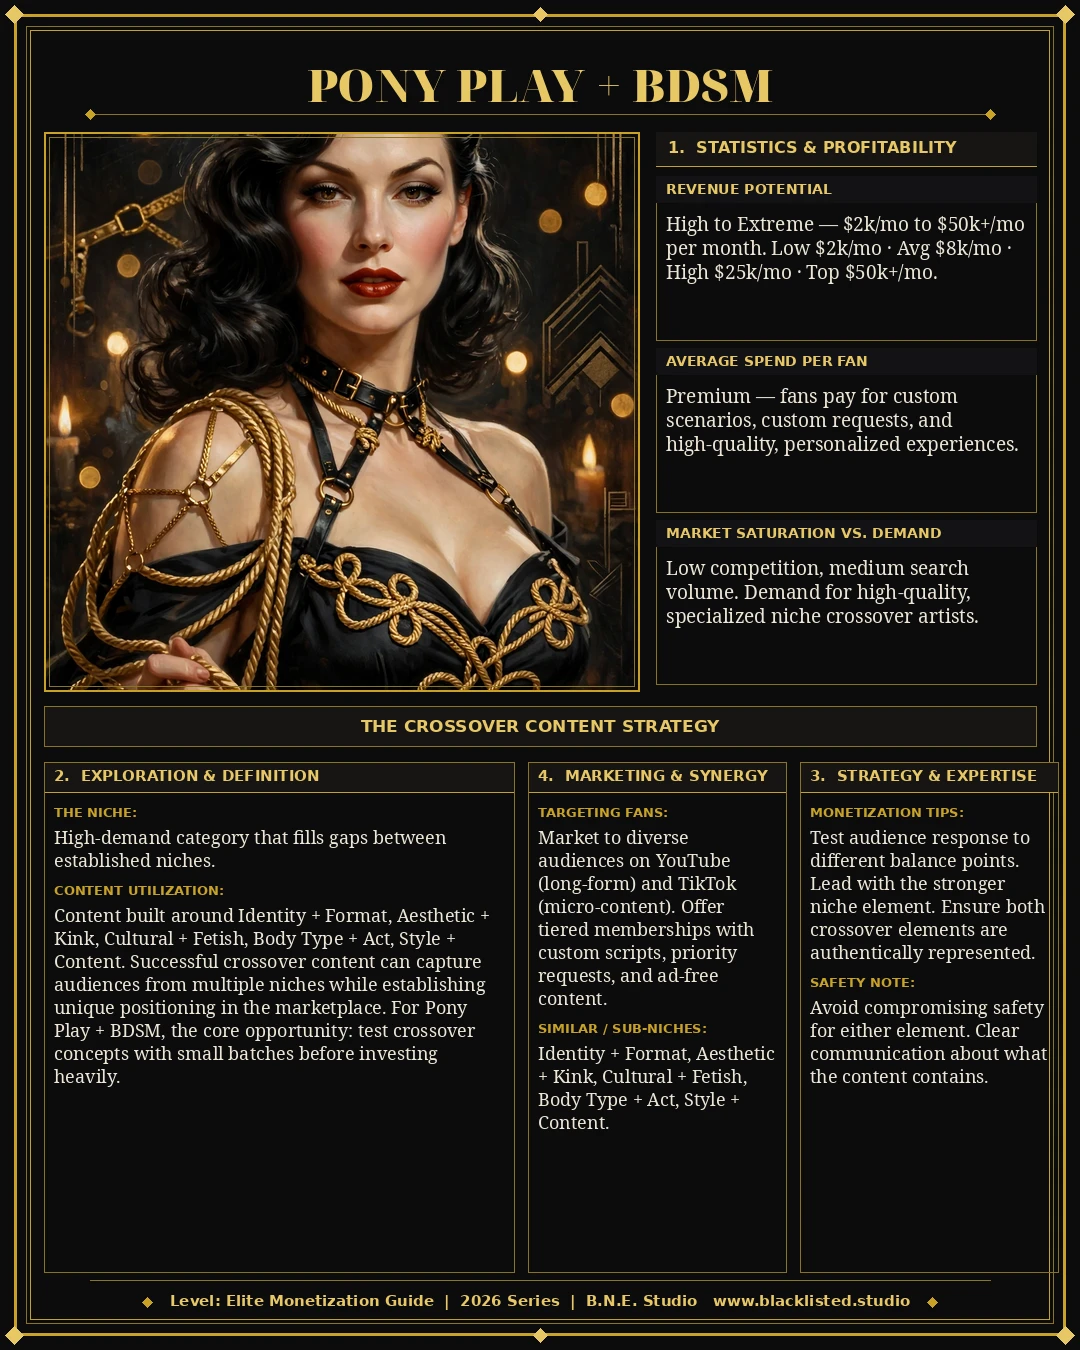 PONY PLAY + BDSM
1. STATISTICS & PROFITABILITY
REVENUE POTENTIAL
High to Extreme — $2k/mo to $50k+/mo
per month. Low $2k/mo · Avg $8k/mo ·
High $25k/mo · Top $50k+/mo.
AVERAGE SPEND PER FAN
Premium — fans pay for custom
scenarios, custom requests, and
high-quality, personalized experiences.
MARKET SATURATION VS. DEMAND
Low competition, medium search
volume. Demand for high-quality,
specialized niche crossover artists.
THE CROSSOVER CONTENT STRATEGY
2. EXPLORATION & DEFINITION
THE NICHE:
High-demand category that fills gaps between
established niches.
CONTENT UTILIZATION:
Content built around Identity + Format, Aesthetic +
Kink, Cultural + Fetish, Body Type + Act, Style +
Content. Successful crossover content can capture
audiences from multiple niches while establishing
unique positioning in the marketplace. For Pony
Play + BDSM, the core opportunity: test crossover
concepts with small batches before investing
heavily.
4. MARKETING & SYNERGY
TARGETING FANS:
Market to diverse
audiences on YouTube
(long-form) and TikTok
(micro-content). Offer
tiered memberships with
custom scripts, priority
requests, and ad-free
content.
SIMILAR / SUB-NICHES:
Identity + Format, Aesthetic
+ Kink, Cultural + Fetish,
Body Type + Act, Style +
Content.
3. STRATEGY & EXPERTISE
MONETIZATION TIPS:
Test audience response to
different balance points.
Lead with the stronger
niche element. Ensure both
crossover elements are
authentically represented.
SAFETY NOTE:
Avoid compromising safety
for either element. Clear
communication about what
the content contains.
Level: Elite Monetization Guide | 2026 Series | B.N.E. Studio www.blacklisted.studio